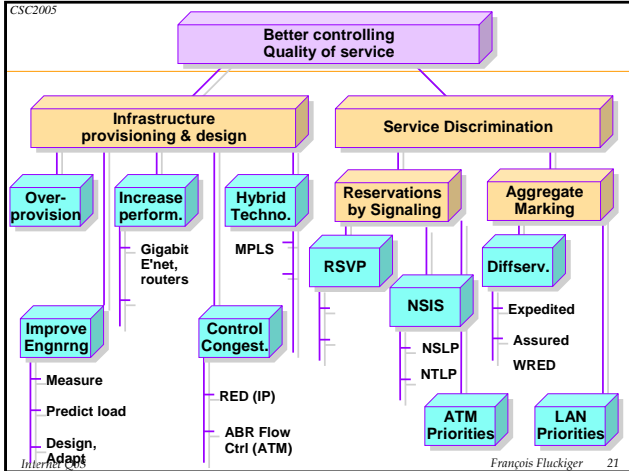 CSC2005
Better controlling
Quality of service
Infrastructure
provisioning & design
Service Discrimination
Over-
provision
Increase
perform.
Hybrid
Techno.
Reservations
by Signaling
Aggregate
Marking
Gigabit
E'net,
routers
MPLS
RSVP
NSIS
Diffserv.
Improve
Engnrng
Control
Congest.
Expedited
Assured
WRED
NSLP
NTLP
Measure
Predict load
Design,
Adapt
RED (IP)
ABR Flow
Ctrl (ATM)
ATM
Priorities
LAN
Priorities
Internet QoS
François Fluckiger 21